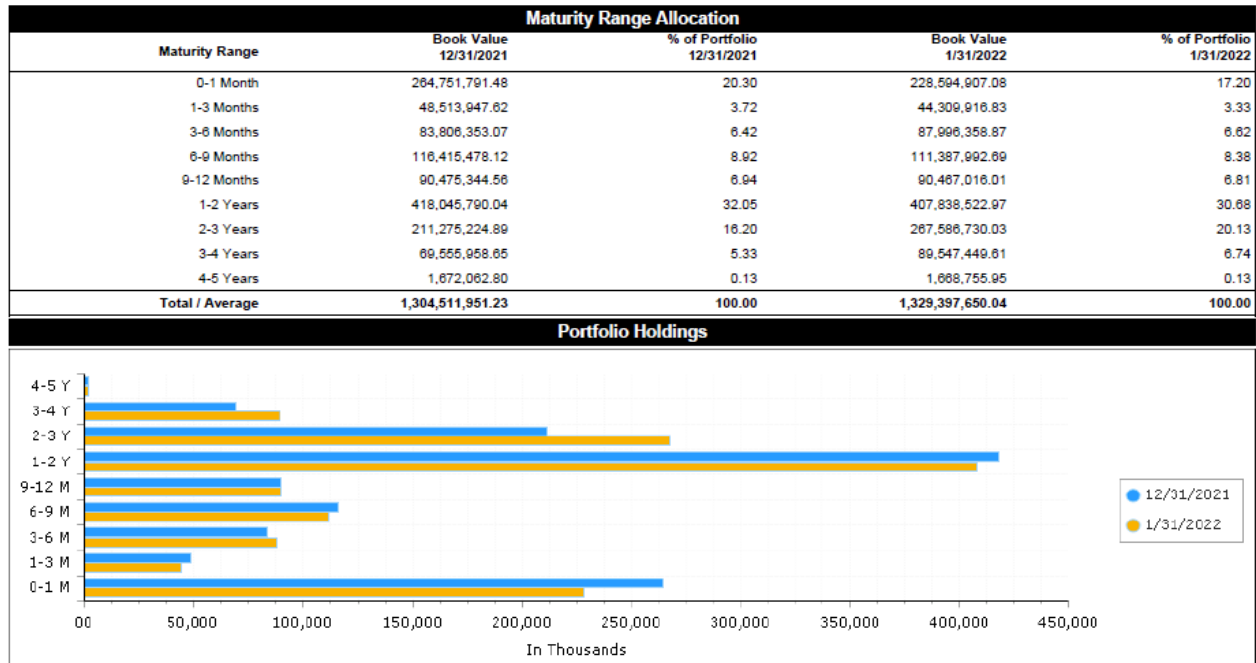 Maturity Range Allocation
Maturity Range Book Value 12/31/2021 % of Portfolio 12/31/2021 Book Value 1/31/2022 % of Portfolio 1/31/2022
0-1 Month 264,751,791.48 20.30 228,594,907.08 17.20
1-3 Months 48,513,947.62 3.72 44,309,916.83 3.33
3-6 Months 83,806,353.07 6.42 87,996,358.87 6.62
6-9 Months 116,415,478.12 8.92 111,387,992.69 8.38
9-12 Months 90,475,344.56 6.94 90,467,016.01 6.81
1-2 Years 418,045,790.04 32.05 407,838,522.97 30.68
2-3 Years 211,275,224.89 16.20 267,586,730.03 20.13
3-4 Years 69,555,958.65 5.33 89,547,449.61 6.74
4-5 Years 1,672,062.80 0.13 1,668,755.95 0.13
Total / Average 1,304,511,951.23 100.00 1,329,397,650.04 100.00
Portfolio Holdings
4-5 Y
3-4 Y
2-3 Y
1-2 Y
9-12 M
6-9 M
3-6 M
1-3 M
0-1 M
12/31/2021
1/31/2022
00 50,000 100,000 150,000 200,000 250,000 300,000 350,000 400,000 450,000
In Thousands